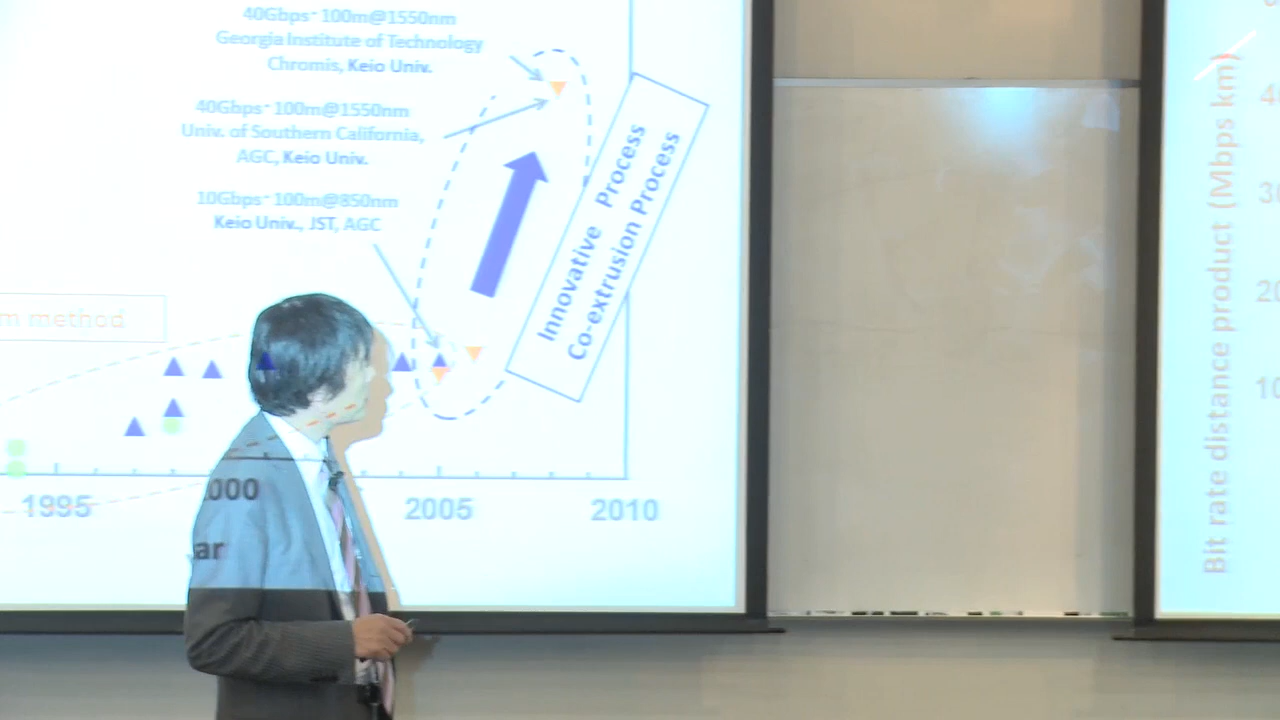 40Gbps- 100m@1550nm
Georgia Institute of Technology
Chromis, Keio Univ.
40Gbps- 100m@1550nm
Univ. of Southern California,
AGC, Keio Univ.
10Gbps- 100m@850nm
Keio Univ., JST, AGC
Innovative Process
Co-extrusion Process
method
1995
000
2005
2010
ar
Bit rate distance product (Mbps km)